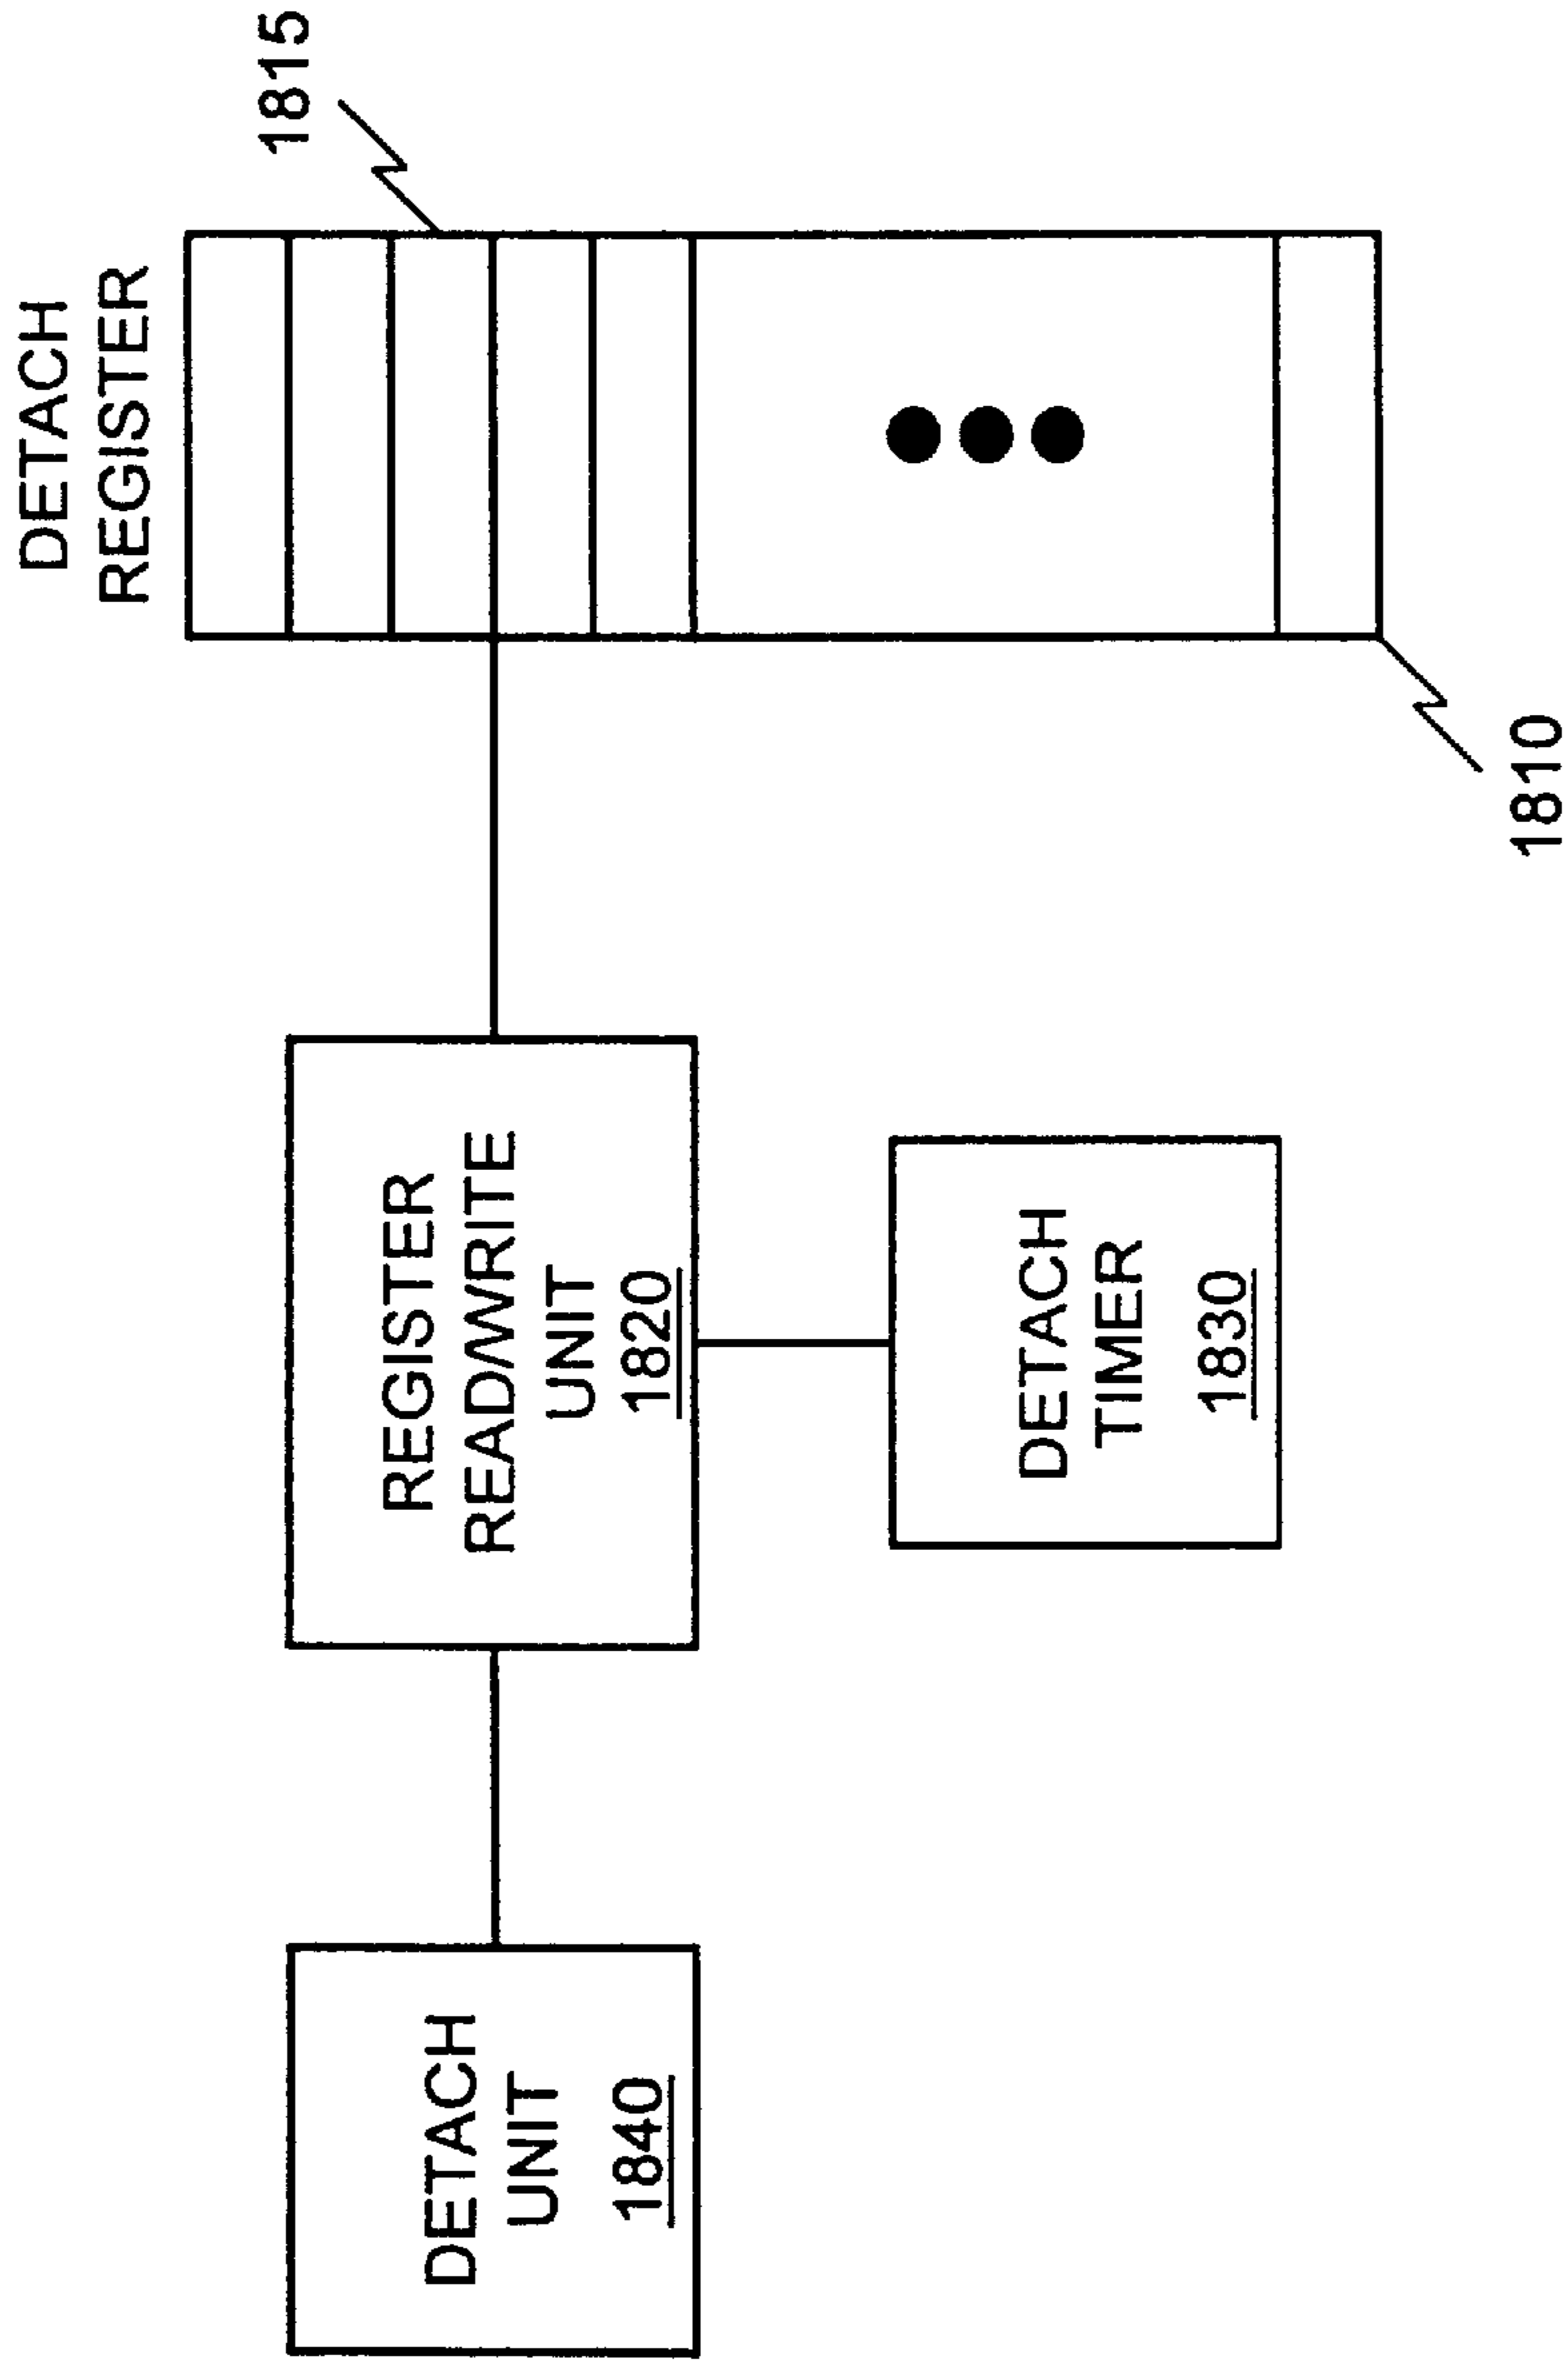 DETACH
REGISTER
1815
DETACH
UNIT
1840
REGISTER
READ/WRITE
UNIT
1820
DETACH
TIMER
1830
1810